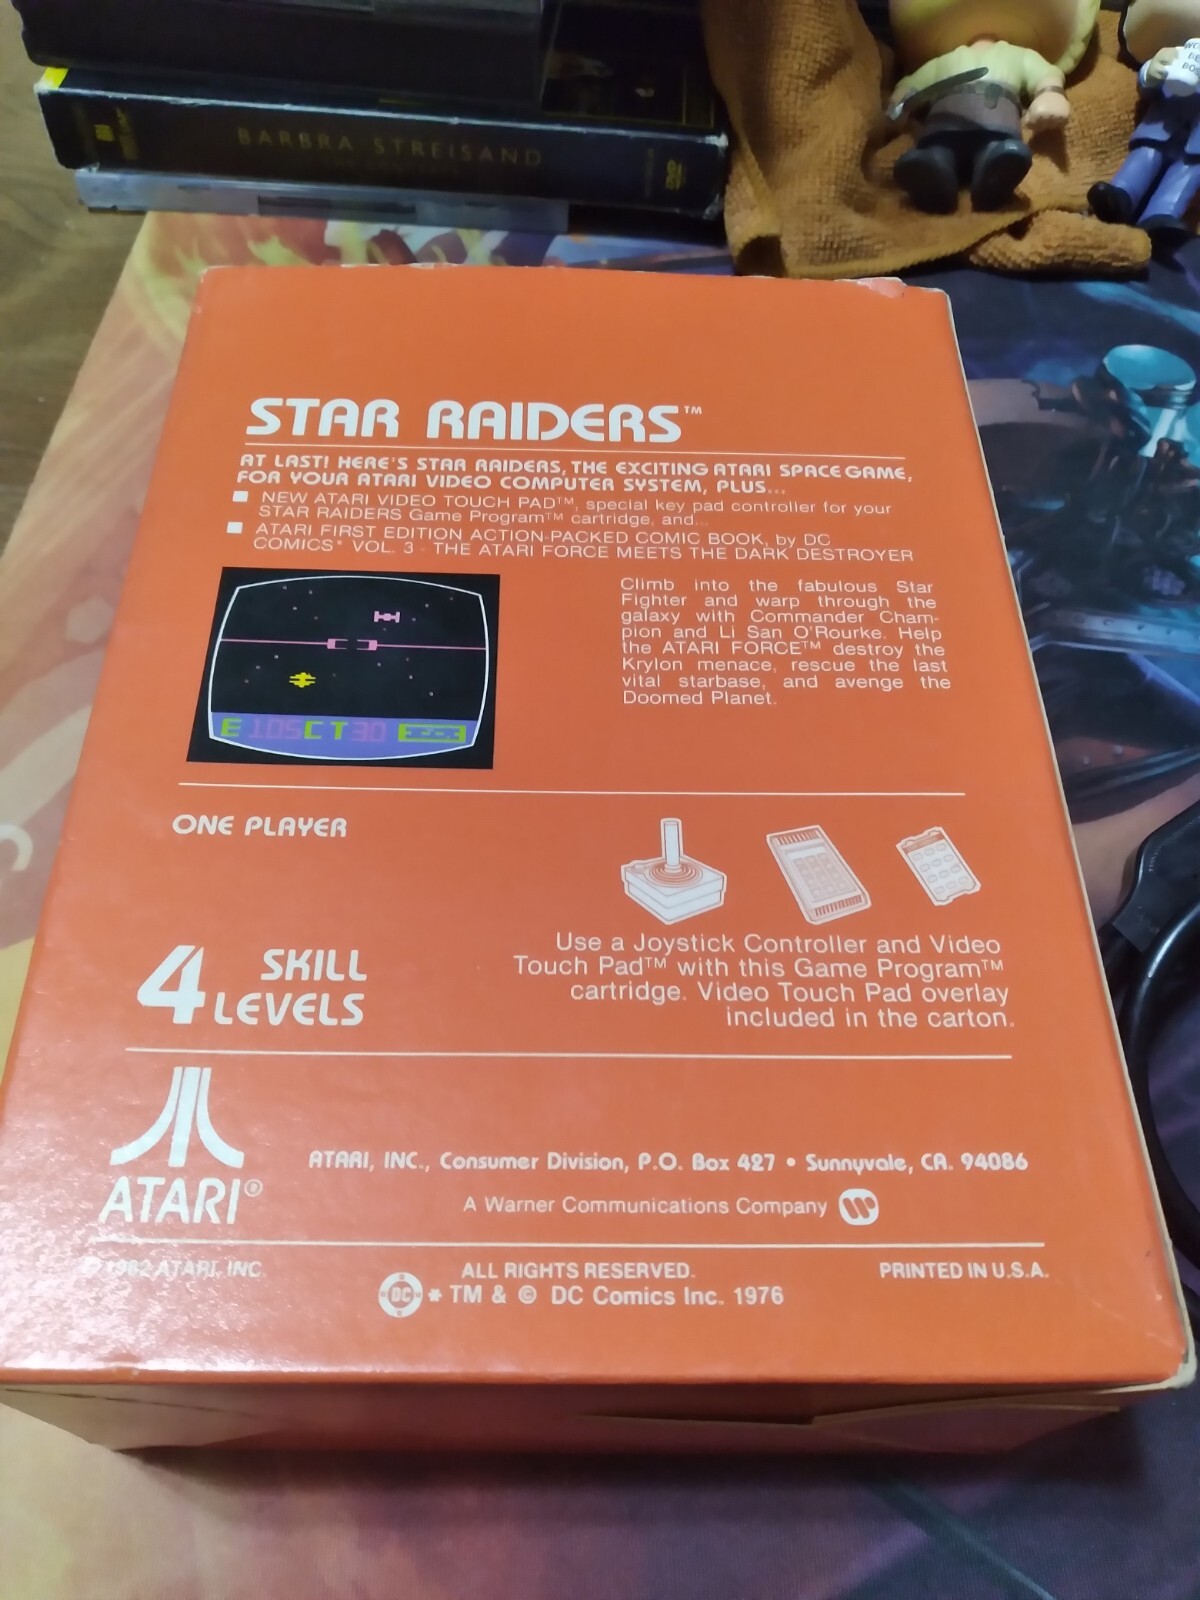 BARBRA STREISAND
DVD
STAR RAIDERS™
AT LAST! HERE'S STAR RAIDERS, THE EXCITING ATARI SPACE GAME,
FOR YOUR ATARI VIDEO COMPUTER SYSTEM, PLUS...
■ NEW ATARI VIDEO TOUCH PAD™, special key pad controller for your
STAR RAIDERS Game Program™ cartridge, and...
■ ATARI FIRST EDITION ACTION-PACKED COMIC BOOK, by DC
COMICS* VOL. 3 - THE ATARI FORCE MEETS THE DARK DESTROYER
Climb into the fabulous Star
Fighter and warp through the
galaxy with Commander Cham-
pion and Li San O'Rourke. Help
the ATARI FORCE™ destroy the
Krylon menace, rescue the last
vital starbase, and avenge the
Doomed Planet.
E 105 C T 30
ONE PLAYER
4 SKILL
LEVELS
Use a Joystick Controller and Video
Touch Pad™ with this Game Program™
cartridge. Video Touch Pad overlay
included in the carton.
ATARI®
ATARI, INC., Consumer Division, P.O. Box 427 • Sunnyvale, CA. 94086
A Warner Communications Company
© 1982 ATARI, INC.
ALL RIGHTS RESERVED.
PRINTED IN U.S.A.
DC * TM & © DC Comics Inc. 1976